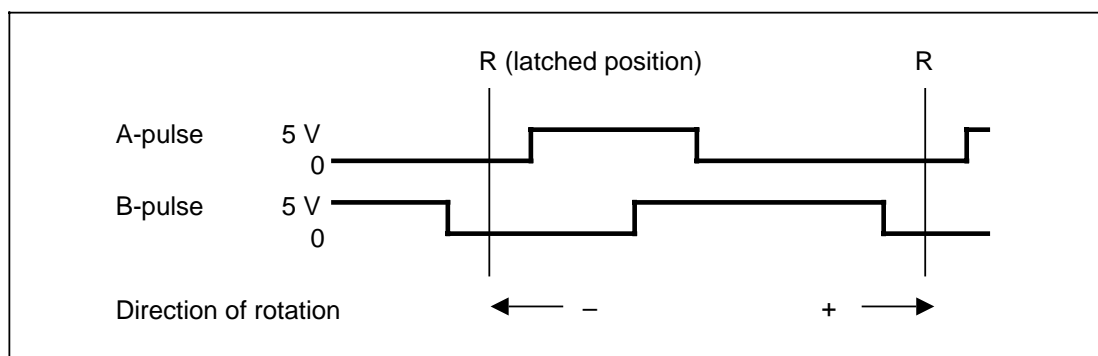 R (latched position) R
A-pulse 5 V
0
B-pulse 5 V
0
Direction of rotation – +